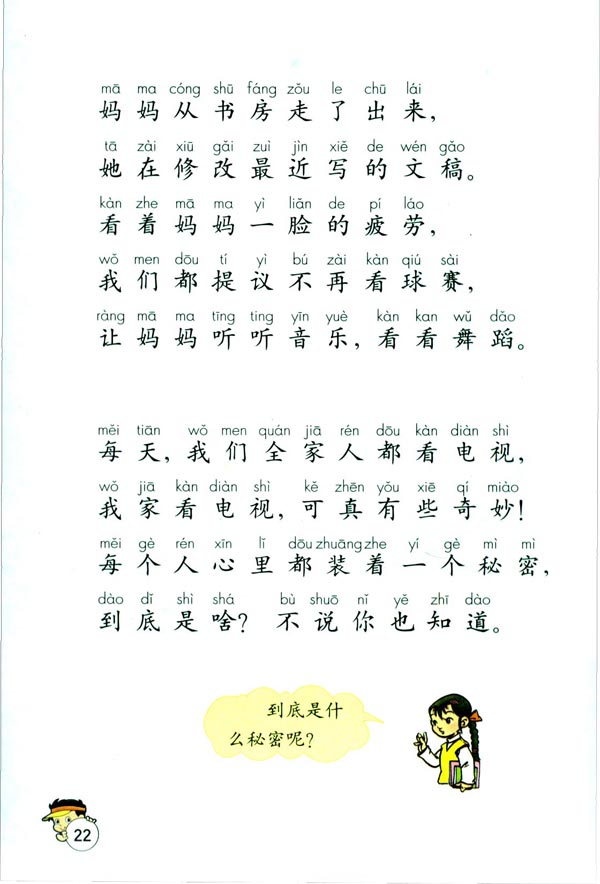 mā ma cóng shū fáng zǒu le chū lái
妈妈从书房走了出来，
tā zài xiū gǎi zuì jìn xiě de wén gǎo
她在修改最近写的文稿。
kàn zhe mā ma yì liǎn de pí láo
看着妈妈一脸的疲劳，
wǒ men dōu tí yì bú zài kàn qiú sài
我们都提议不再看球赛，
ràng mā ma tīng ting yīn yuè kàn kan wǔ dǎo
让妈妈听听音乐，看看舞蹈。
měi tiān wǒ men quán jiā rén dōu kàn diàn shì
每天，我们全家人都看电视，
wǒ jiā kàn diàn shì kě zhēn yǒu xiē qí miào
我家看电视，可真有些奇妙！
měi gè rén xīn lǐ dōu zhuāng zhe yí gè mì mì
每个人心里都装着一个秘密，
dào dǐ shì shá bù shuō nǐ yě zhī dào
到底是啥？不说你也知道。
到底是什
么秘密呢？
22